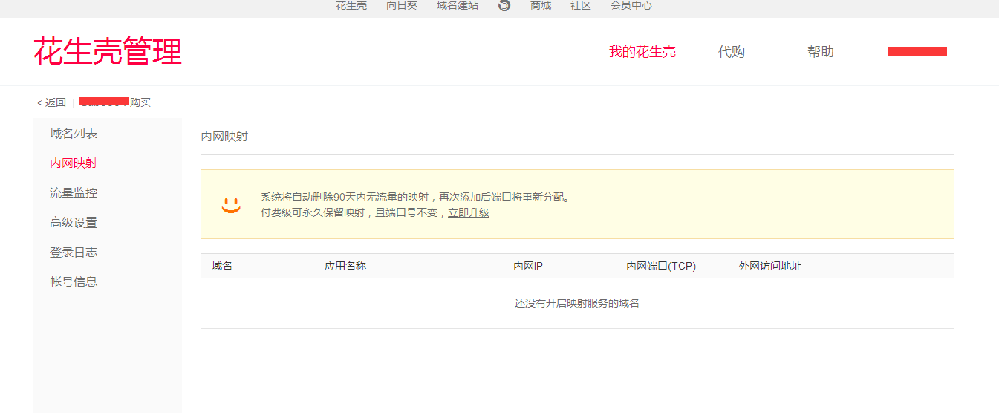 花生壳 向日葵 域名建站 商城 社区 会员中心
花生壳管理 我的花生壳 代购 帮助
< 返回 | 购买
域名列表
内网映射
流量监控
高级设置
登录日志
帐号信息
内网映射
系统将自动删除90天内无流量的映射，再次添加后端口将重新分配。
付费级可永久保留映射，且端口号不变，立即升级
域名 应用名称 内网IP 内网端口(TCP) 外网访问地址
还没有开启映射服务的域名